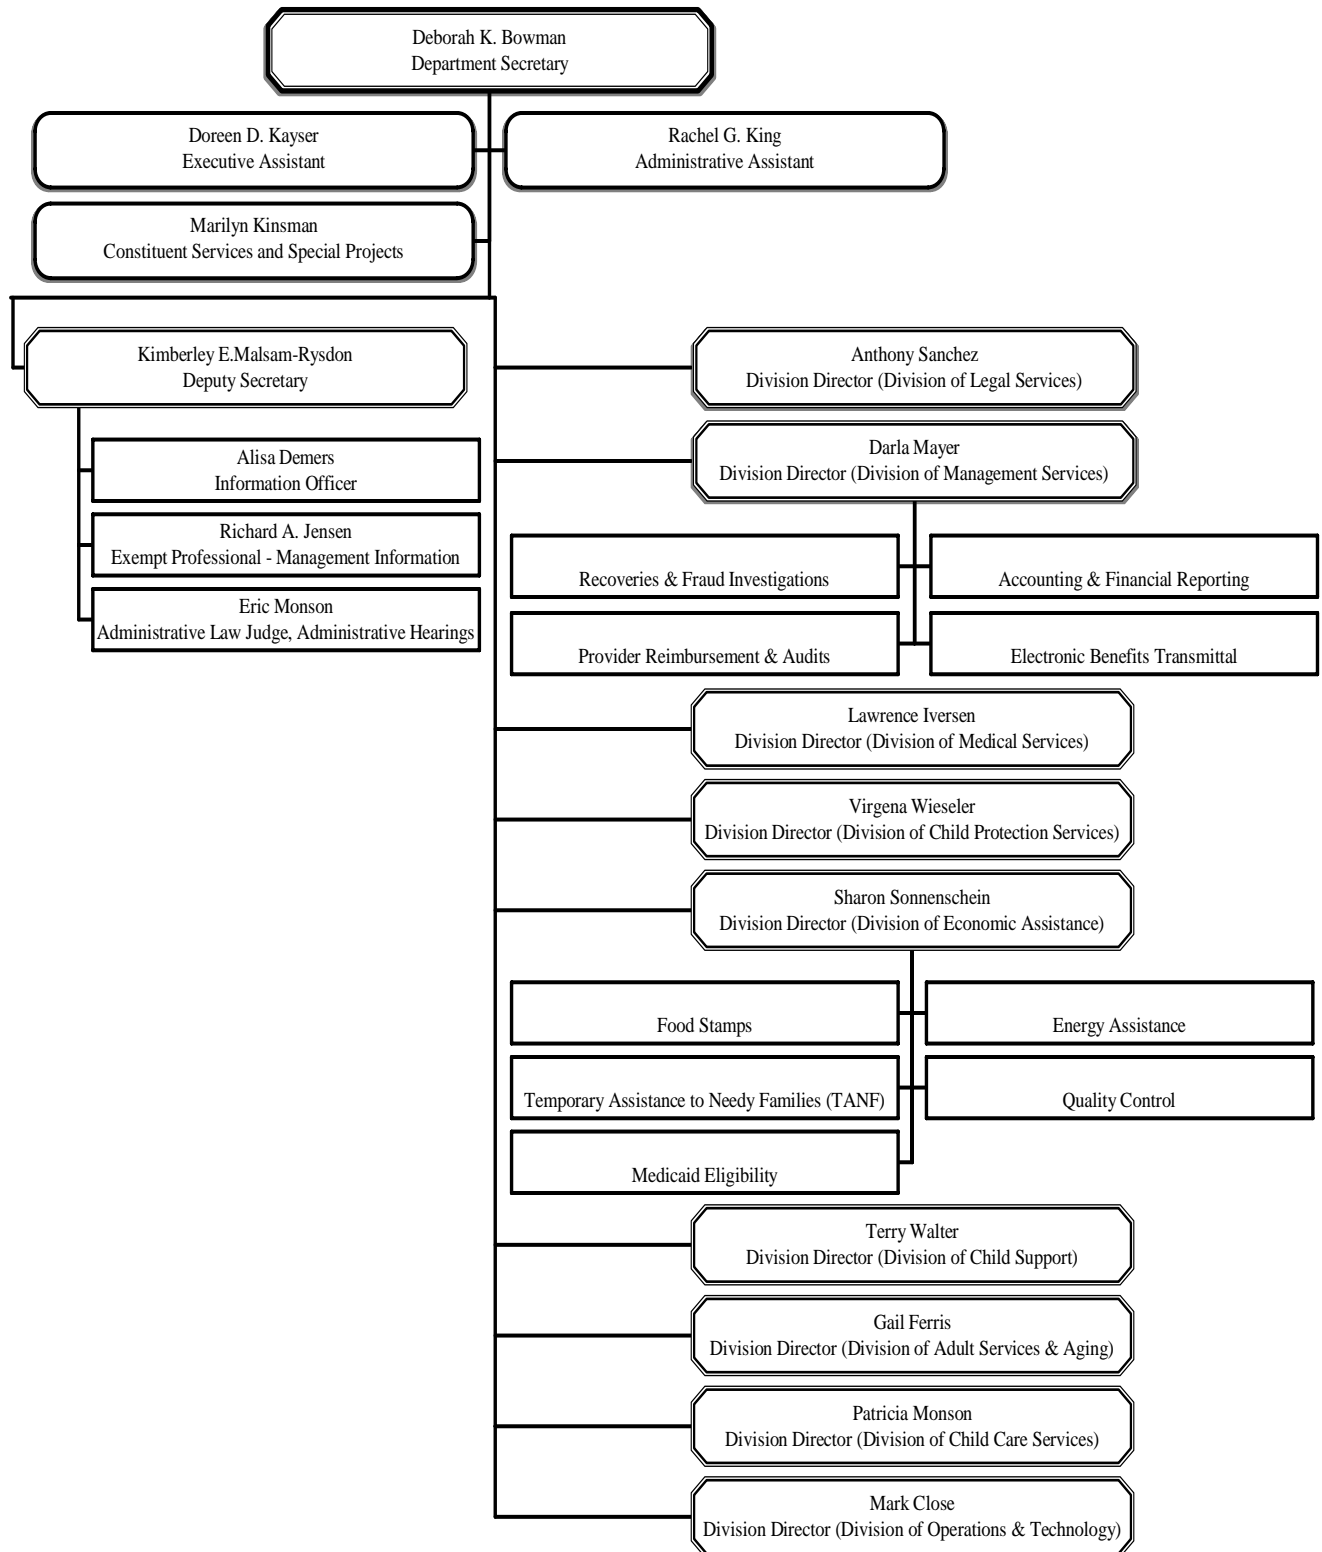 Deborah K. Bowman
Department Secretary
Doreen D. Kayser
Executive Assistant
Rachel G. King
Administrative Assistant
Marilyn Kinsman
Constituent Services and Special Projects
Kimberley E.Malsam-Rysdon
Deputy Secretary
Alisa Demers
Information Officer
Richard A. Jensen
Exempt Professional - Management Information
Eric Monson
Administrative Law Judge, Administrative Hearings
Anthony Sanchez
Division Director (Division of Legal Services)
Darla Mayer
Division Director (Division of Management Services)
Recoveries & Fraud Investigations
Accounting & Financial Reporting
Provider Reimbursement & Audits
Electronic Benefits Transmittal
Lawrence Iversen
Division Director (Division of Medical Services)
Virgena Wieseler
Division Director (Division of Child Protection Services)
Sharon Sonnenschein
Division Director (Division of Economic Assistance)
Food Stamps
Energy Assistance
Temporary Assistance to Needy Families (TANF)
Quality Control
Medicaid Eligibility
Terry Walter
Division Director (Division of Child Support)
Gail Ferris
Division Director (Division of Adult Services & Aging)
Patricia Monson
Division Director (Division of Child Care Services)
Mark Close
Division Director (Division of Operations & Technology)